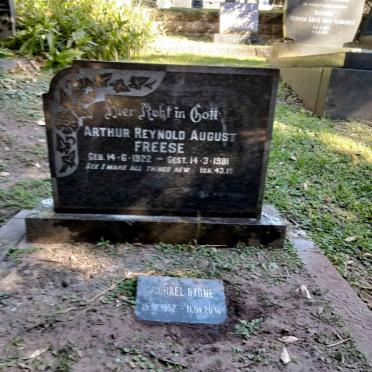 Hier Ruht in Gott
ARTHUR REYNOLD AUGUST
FREESE
GEB. 14-6-1922 — GEST. 14-3-1981
SEE I MAKE ALL THINGS NEW ISA. 43.19
BYRNE